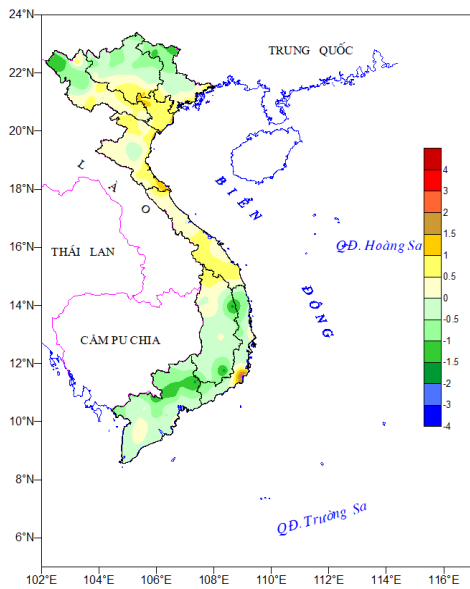 24°N
22°N
20°N
18°N
16°N
14°N
12°N
10°N
8°N
6°N
TRUNG QUỐC
LÀO
BIỂN ĐÔNG
QĐ. Hoàng Sa
THÁI LAN
CĂM PU CHIA
QĐ. Trường Sa
4
3
2
1.5
1
0.5
0
-0.5
-1
-1.5
-2
-3
-4
102°E
104°E
106°E
108°E
110°E
112°E
114°E
116°E